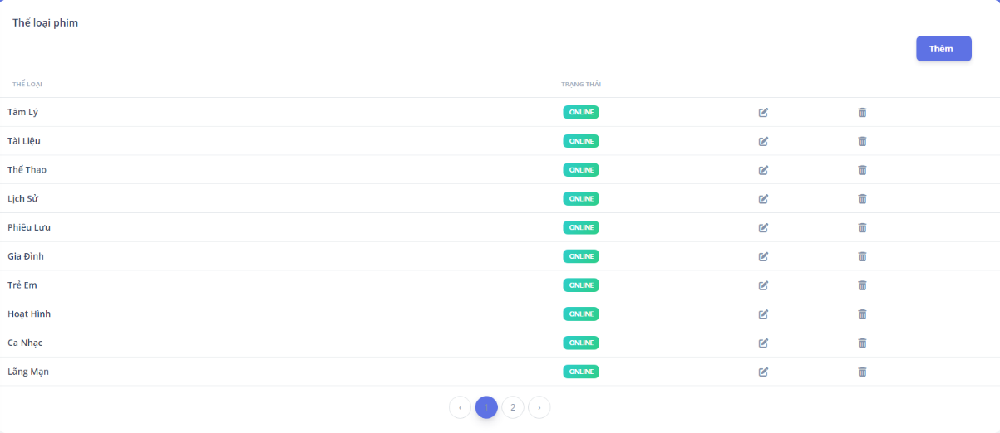 Thể loại phim
Thêm
THỂ LOẠI TRẠNG THÁI
Tâm Lý ONLINE
Tài Liệu ONLINE
Thể Thao ONLINE
Lịch Sử ONLINE
Phiêu Lưu ONLINE
Gia Đình ONLINE
Trẻ Em ONLINE
Hoạt Hình ONLINE
Ca Nhạc ONLINE
Lãng Mạn ONLINE
‹ 1 2 ›